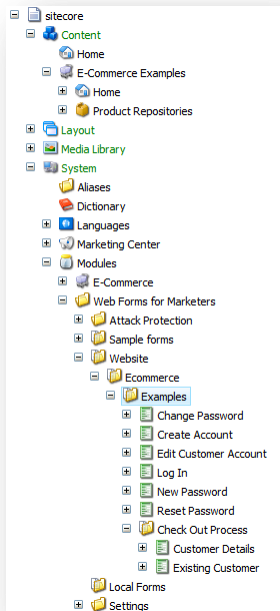 sitecore
Content
Home
E-Commerce Examples
Home
Product Repositories
Layout
Media Library
System
Aliases
Dictionary
Languages
Marketing Center
Modules
E-Commerce
Web Forms for Marketers
Attack Protection
Sample forms
Website
Ecommerce
Examples
Change Password
Create Account
Edit Customer Account
Log In
New Password
Reset Password
Check Out Process
Customer Details
Existing Customer
Local Forms
Settings